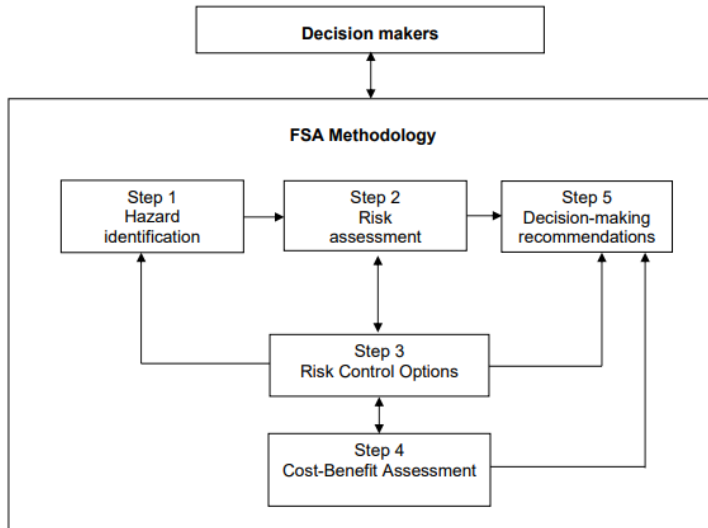 Decision makers
FSA Methodology
Step 1
Hazard
identification
Step 2
Risk
assessment
Step 5
Decision-making
recommendations
Step 3
Risk Control Options
Step 4
Cost-Benefit Assessment